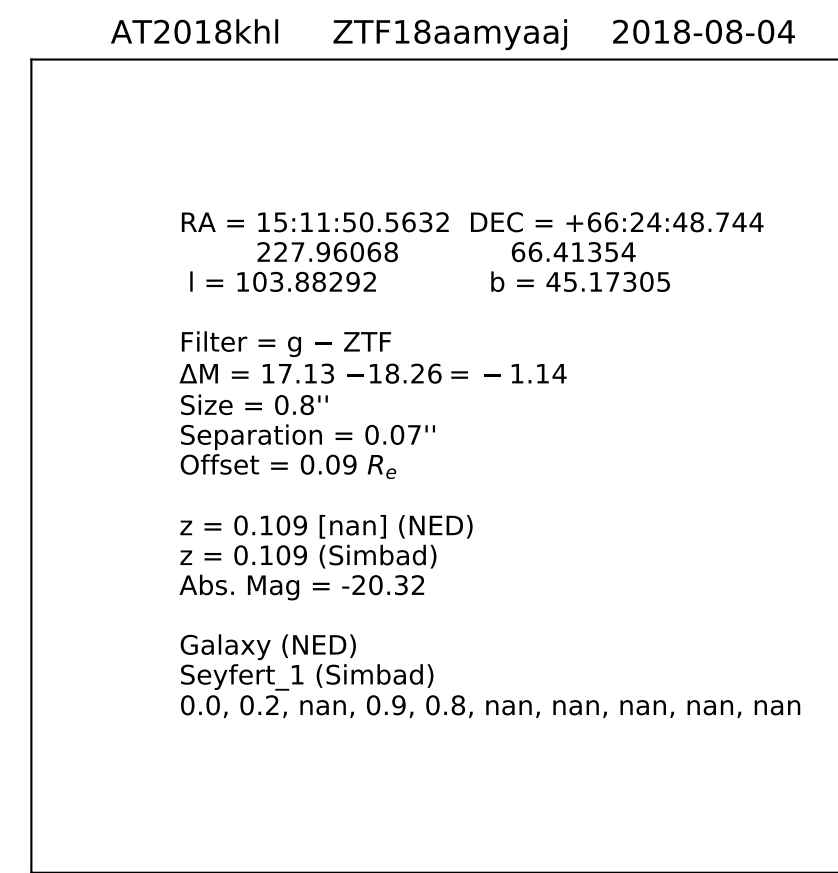 AT2018khl ZTF18aamyaaj 2018-08-04
RA = 15:11:50.5632 DEC = +66:24:48.744
227.96068 66.41354
l = 103.88292 b = 45.17305
Filter = g − ZTF
ΔM = 17.13 −18.26 = − 1.14
Size = 0.8''
Separation = 0.07''
Offset = 0.09 Re
z = 0.109 [nan] (NED)
z = 0.109 (Simbad)
Abs. Mag = -20.32
Galaxy (NED)
Seyfert_1 (Simbad)
0.0, 0.2, nan, 0.9, 0.8, nan, nan, nan, nan, nan